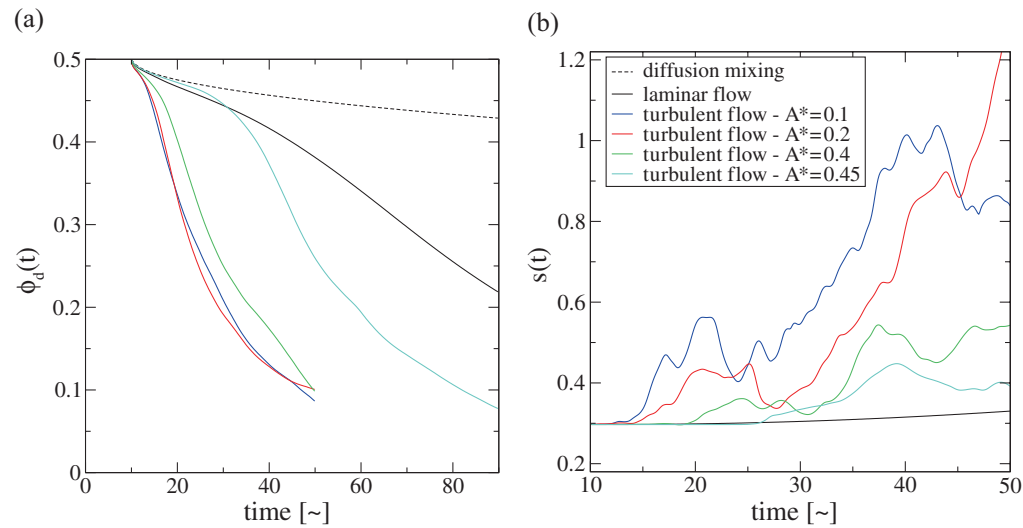 (a)
0.5
0.4
0.3
0.2
0.1
0
0
20
40
60
80
ϕd(t)
time [~]
(b)
1.2
1
0.8
0.6
0.4
0.2
10
20
30
40
50
s(t)
time [~]
diffusion mixing
laminar flow
turbulent flow - A*=0.1
turbulent flow - A*=0.2
turbulent flow - A*=0.4
turbulent flow - A*=0.45